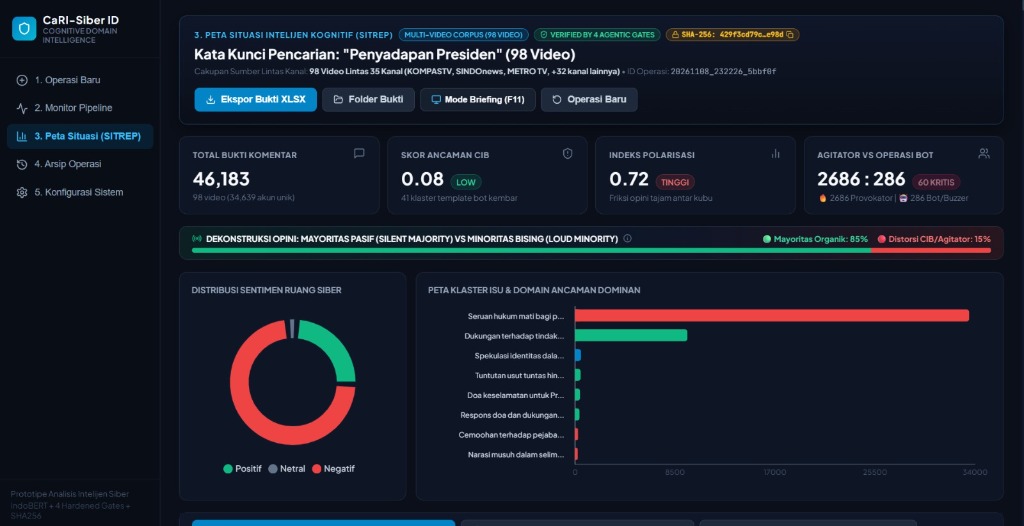 CaRI-Siber ID
COGNITIVE DOMAIN
INTELLIGENCE
1. Operasi Baru
2. Monitor Pipeline
3. Peta Situasi (SITREP)
4. Arsip Operasi
5. Konfigurasi Sistem
Prototipe Analisis Intelijen Siber
IndoBERT + 4 Hardened Gates +
SHA256
3. PETA SITUASI INTELIJEN KOGNITIF (SITREP) MULTI-VIDEO CORPUS (98 VIDEO) VERIFIED BY 4 AGENTIC GATES SHA-256: 429f3cd79c…e98d
Kata Kunci Pencarian: "Penyadapan Presiden" (98 Video)
Cakupan Sumber Lintas Kanal: 98 Video Lintas 35 Kanal (KOMPASTV, SINDOnews, METRO TV, +32 kanal lainnya) • ID Operasi: 20261108_232226_5bbf0f
Ekspor Bukti XLSX Folder Bukti Mode Briefing (F11) Operasi Baru
TOTAL BUKTI KOMENTAR
46,183
98 video (34,639 akun unik)
SKOR ANCAMAN CIB
0.08 LOW
41 klaster template bot kembar
INDEKS POLARISASI
0.72 TINGGI
Friksi opini tajam antar kubu
AGITATOR VS OPERASI BOT
2686 : 286 60 KRITIS
2686 Provokator | 286 Bot/Buzzer
DEKONSTRUKSI OPINI: MAYORITAS PASIF (SILENT MAJORITY) VS MINORITAS BISING (LOUD MINORITY) Mayoritas Organik: 85% Distorsi CIB/Agitator: 15%
DISTRIBUSI SENTIMEN RUANG SIBER
Positif Netral Negatif
PETA KLASTER ISU & DOMAIN ANCAMAN DOMINAN
Seruan hukum mati bagi p...
Dukungan terhadap tindak...
Spekulasi identitas dala...
Tuntutan usut tuntas hin...
Doa keselamatan untuk Pr...
Respons doa dan dukungan...
Cemoohan terhadap pejaba...
Narasi musuh dalam selim...
0 8500 17000 25500 34000